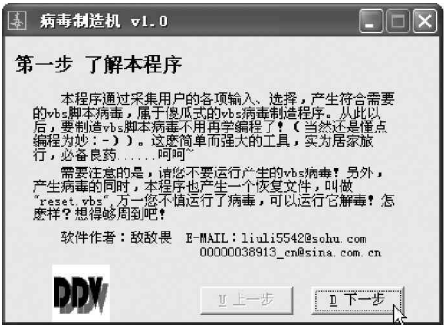 病毒制造机 v1.0
第一步 了解本程序
本程序通过采集用户的各项输入、选择，产生符合需要
的vbs脚本病毒，属于傻瓜式的vbs病毒制造程序。从此以
后，要制造vbs脚本病毒不用再学编程了！（当然还是懂点
编程为妙：-））。这麽简单而强大的工具，实为居家旅
行，必备良药......呵呵~
需要注意的是，请您不要运行产生的vbs病毒！另外，
产生病毒的同时，本程序也产生一个恢复文件，叫做
"reset.vbs",万一您不慎运行了病毒，可以运行它解毒！怎
麽样？想得够周到吧！
软件作者：敌敌畏 E-MAIL：liuli5542@sohu.com
00000038913_cn@sina.com.cn
DDV
U 上一步
D 下一步